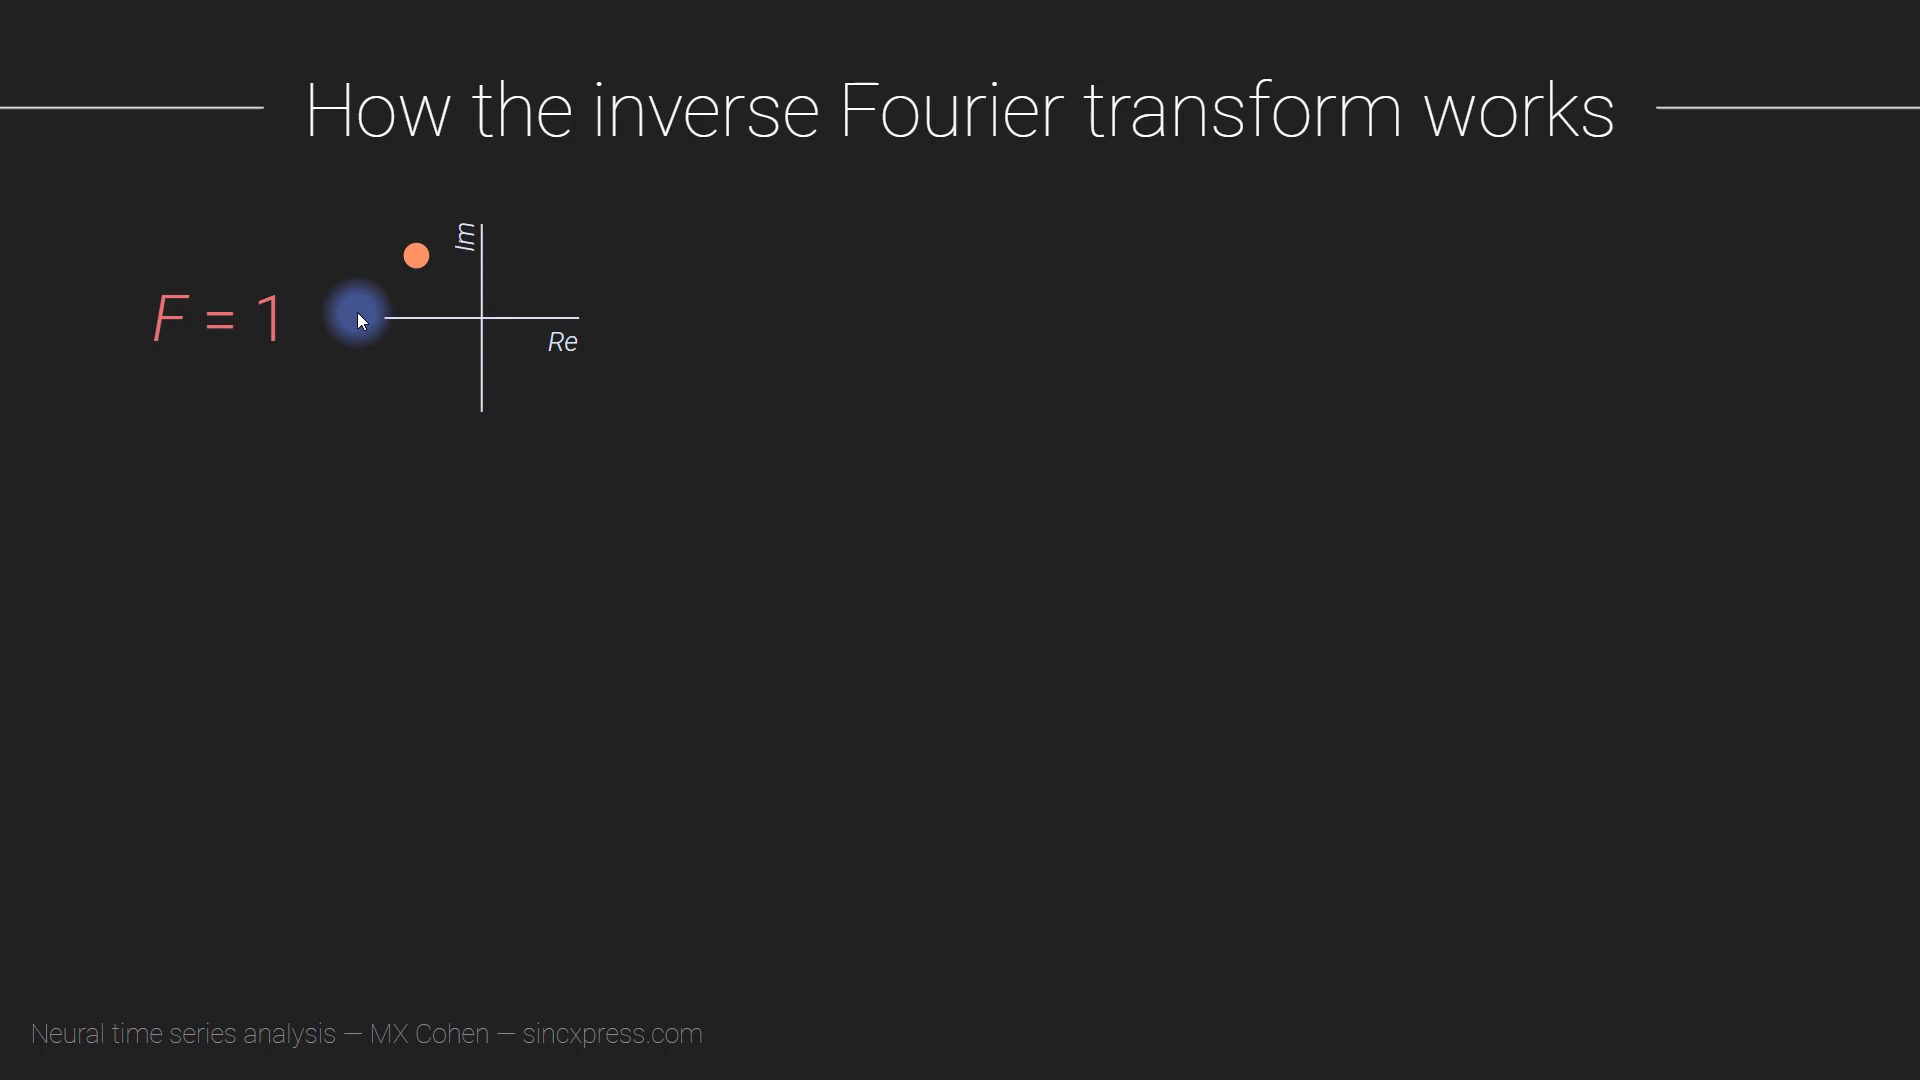 How the inverse Fourier transform works
Im
F = 1
Re
Neural time series analysis — MX Cohen — sincxpress.com